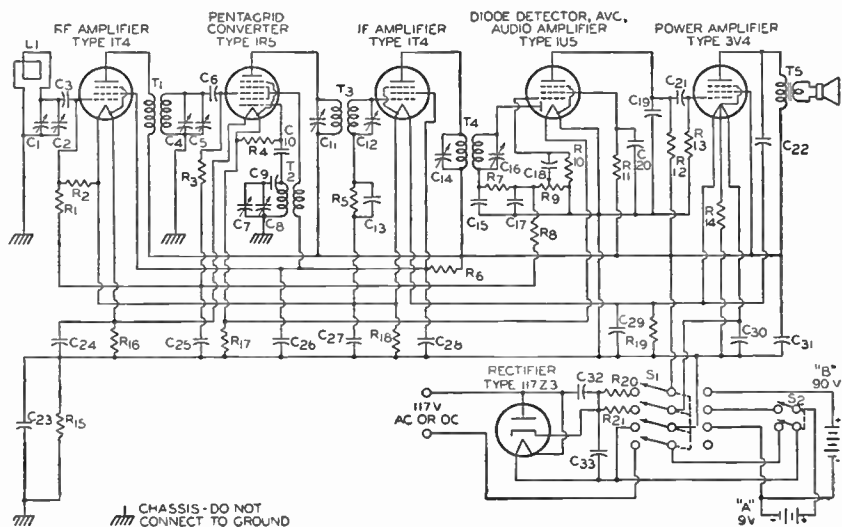 RF AMPLIFIER
TYPE 1T4
PENTAGRID
CONVERTER
TYPE 1R5
IF AMPLIFIER
TYPE 1T4
DIODE DETECTOR, AVC,
AUDIO AMPLIFIER
TYPE 1U5
POWER AMPLIFIER
TYPE 3V4
L1
C3
T1
C6
T3
T4
C19
C21
T5
C1
C2
C4
C5
R4
C10
C11
C12
C14
C16
C18
R10
R11
C20
R12
R13
C22
R2
R1
R3
C9
T2
C7
C8
R5
C13
R7
R9
C15
C17
R8
R14
R6
C24
R16
C25
R17
C26
C27
R18
C28
C29
R19
C30
C31
RECTIFIER
TYPE 117Z3
C32
R20
S1
"B"
90 V
117V
AC OR DC
R21
S2
C23
R15
C33
"A"
9V
CHASSIS - DO NOT
CONNECT TO GROUND